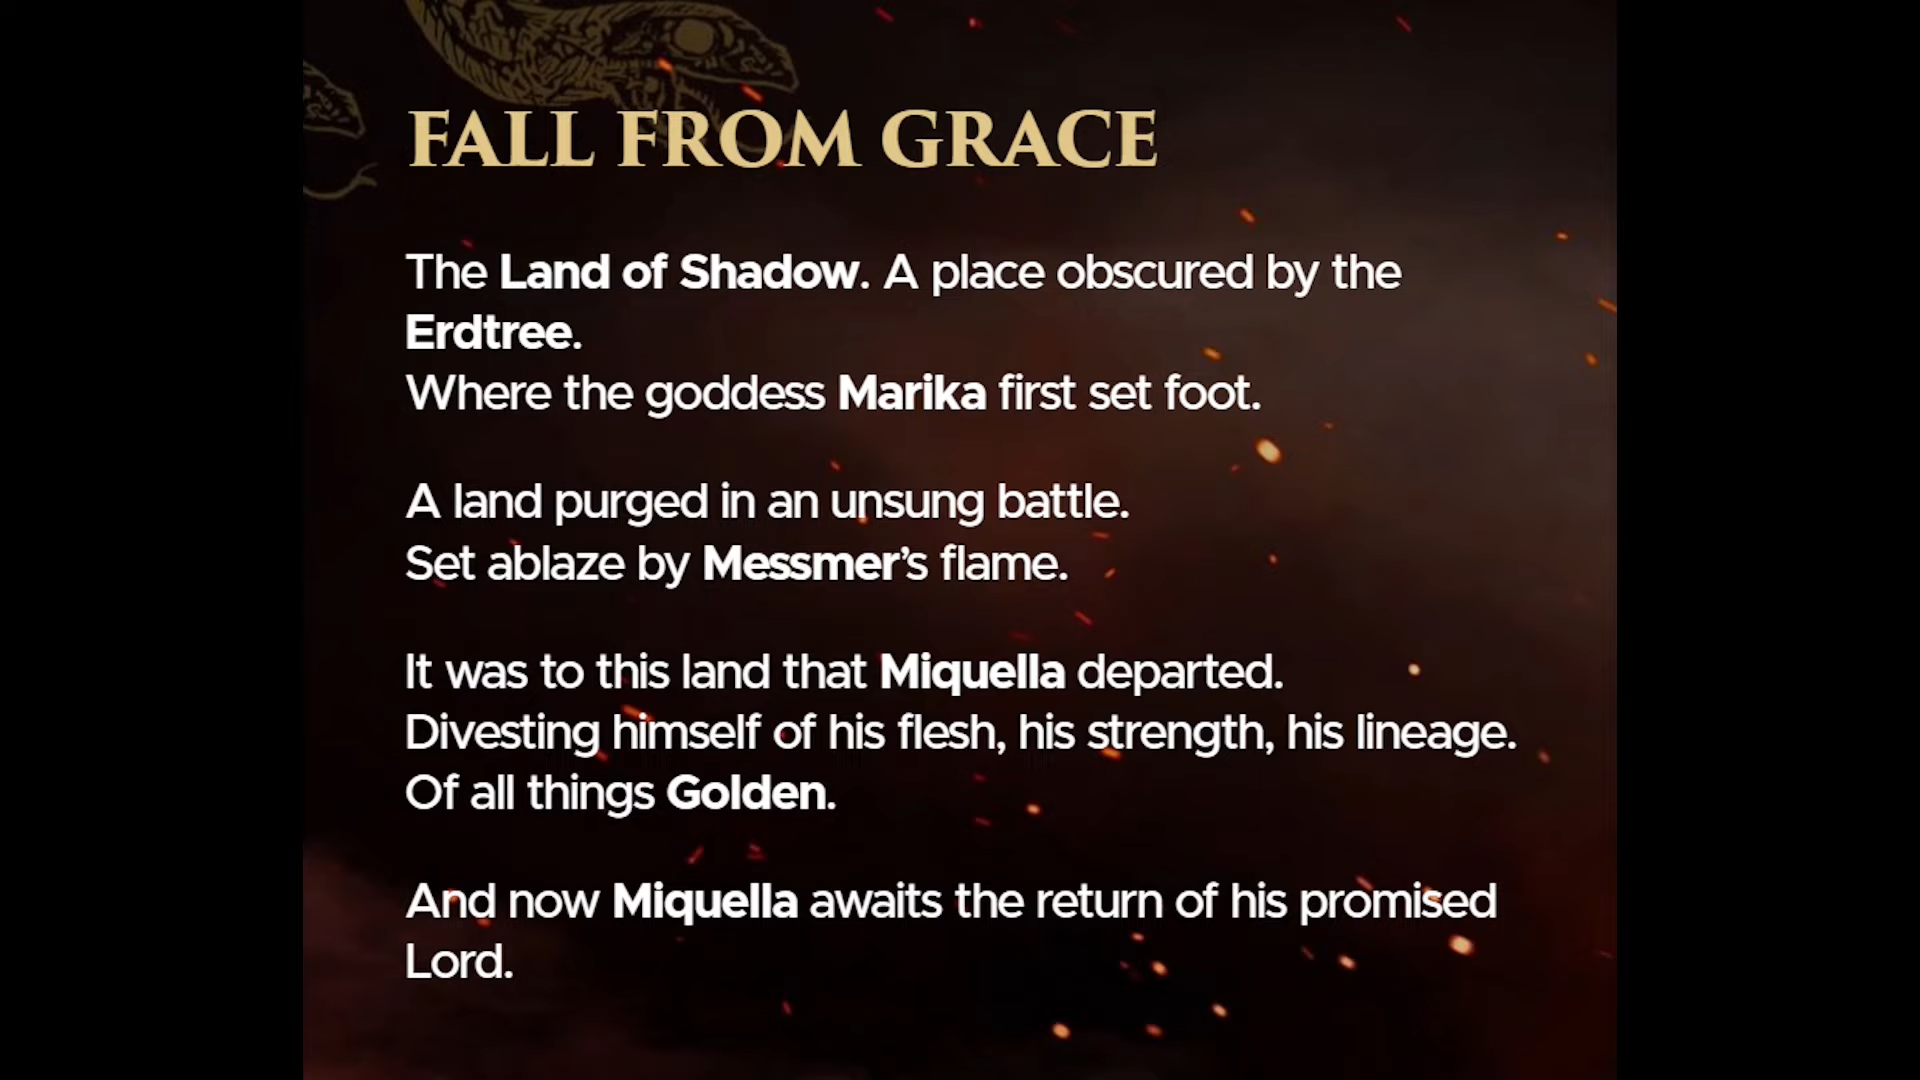 FALL FROM GRACE
The Land of Shadow. A place obscured by the
Erdtree.
Where the goddess Marika first set foot.
A land purged in an unsung battle.
Set ablaze by Messmer’s flame.
It was to this land that Miquella departed.
Divesting himself of his flesh, his strength, his lineage.
Of all things Golden.
And now Miquella awaits the return of his promised
Lord.